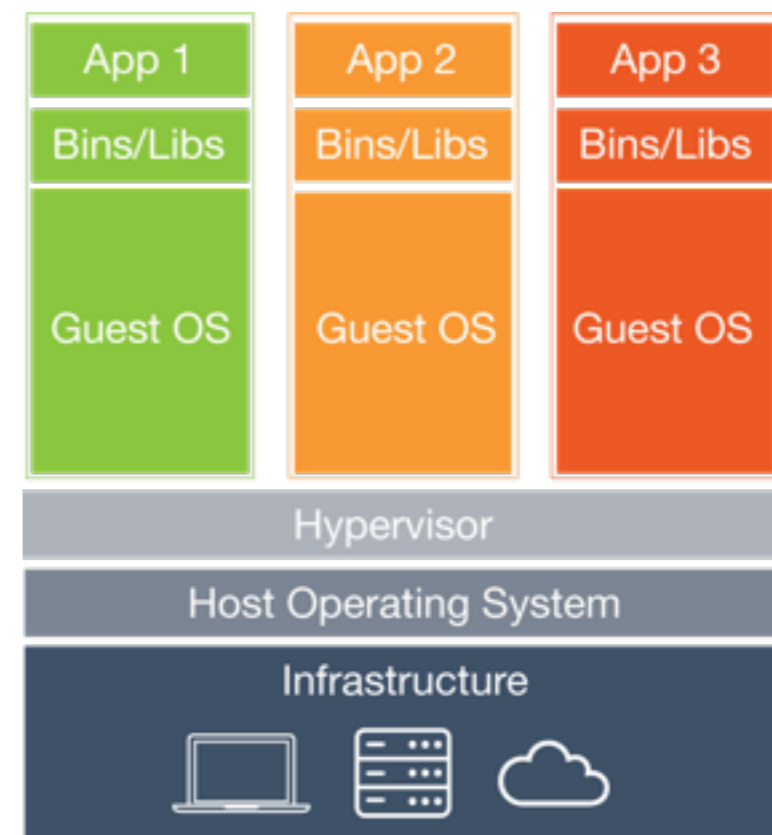 App 1
App 2
App 3
Bins/Libs
Bins/Libs
Bins/Libs
Guest OS
Guest OS
Guest OS
Hypervisor
Host Operating System
Infrastructure